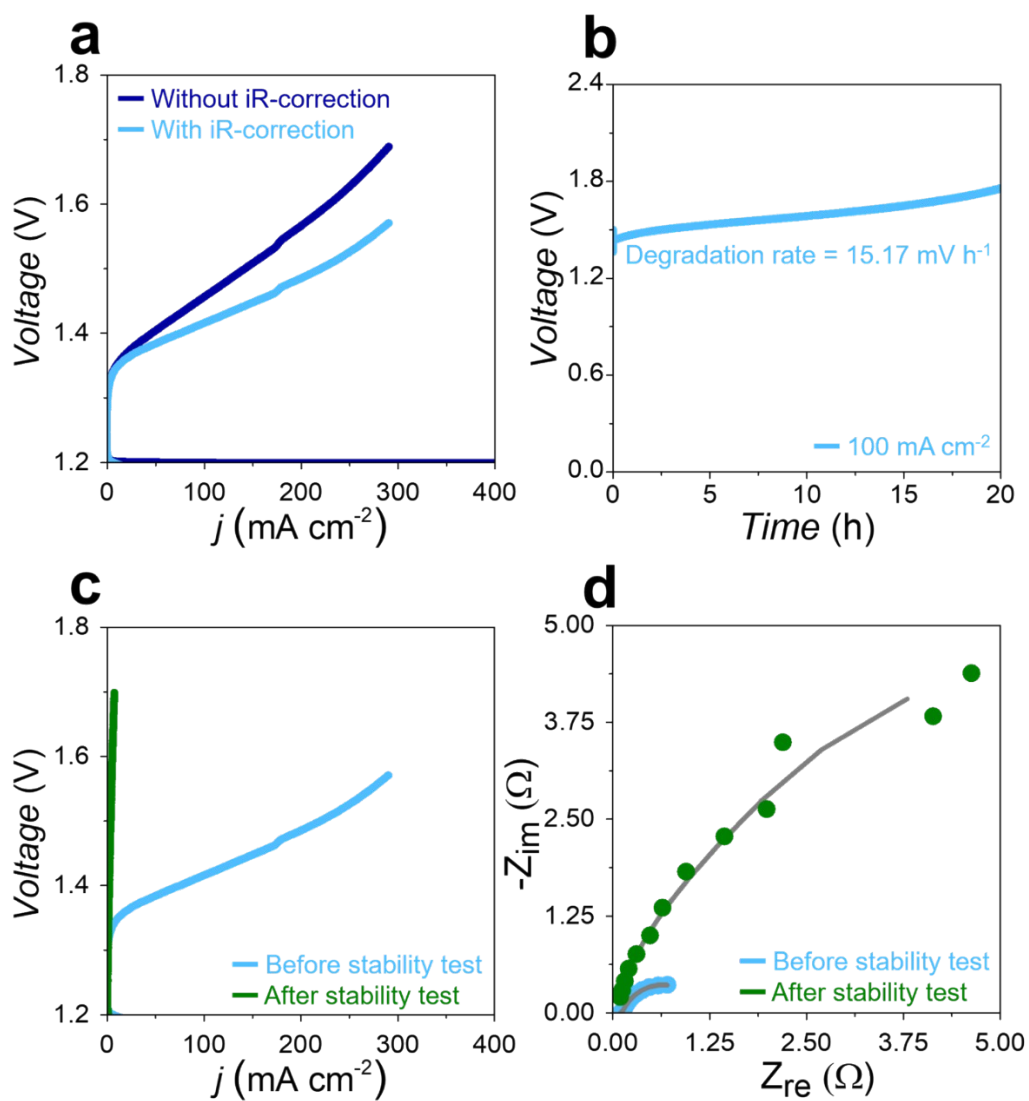 a
1.8
1.6
1.4
1.2
Voltage (V)
Without iR-correction
With iR-correction
0
100
200
300
400
j (mA cm⁻²)
b
2.4
1.8
1.2
0.6
0.0
Voltage (V)
Degradation rate = 15.17 mV h⁻¹
100 mA cm⁻²
0
5
10
15
20
Time (h)
c
1.8
1.6
1.4
1.2
Voltage (V)
Before stability test
After stability test
0
100
200
300
400
j (mA cm⁻²)
d
5.00
3.75
2.50
1.25
0.00
-Zim (Ω)
Before stability test
After stability test
0.00
1.25
2.50
3.75
5.00
Zre (Ω)